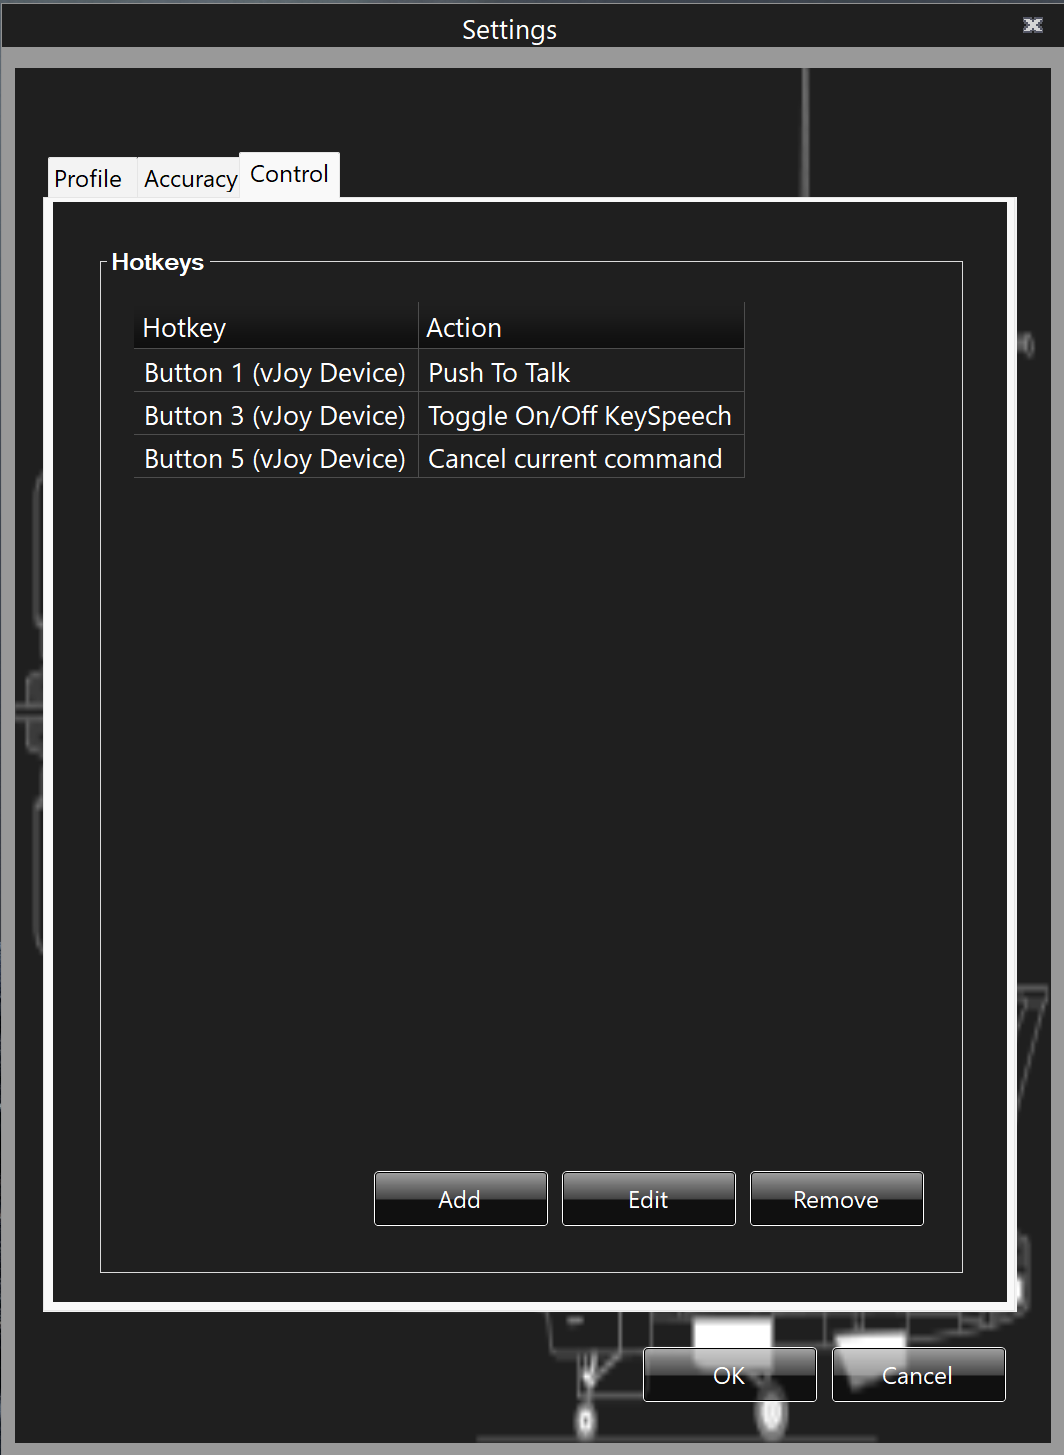 Settings
Profile Accuracy Control
Hotkeys
Hotkey Action
Button 1 (vJoy Device) Push To Talk
Button 3 (vJoy Device) Toggle On/Off KeySpeech
Button 5 (vJoy Device) Cancel current command
Add Edit Remove
OK Cancel